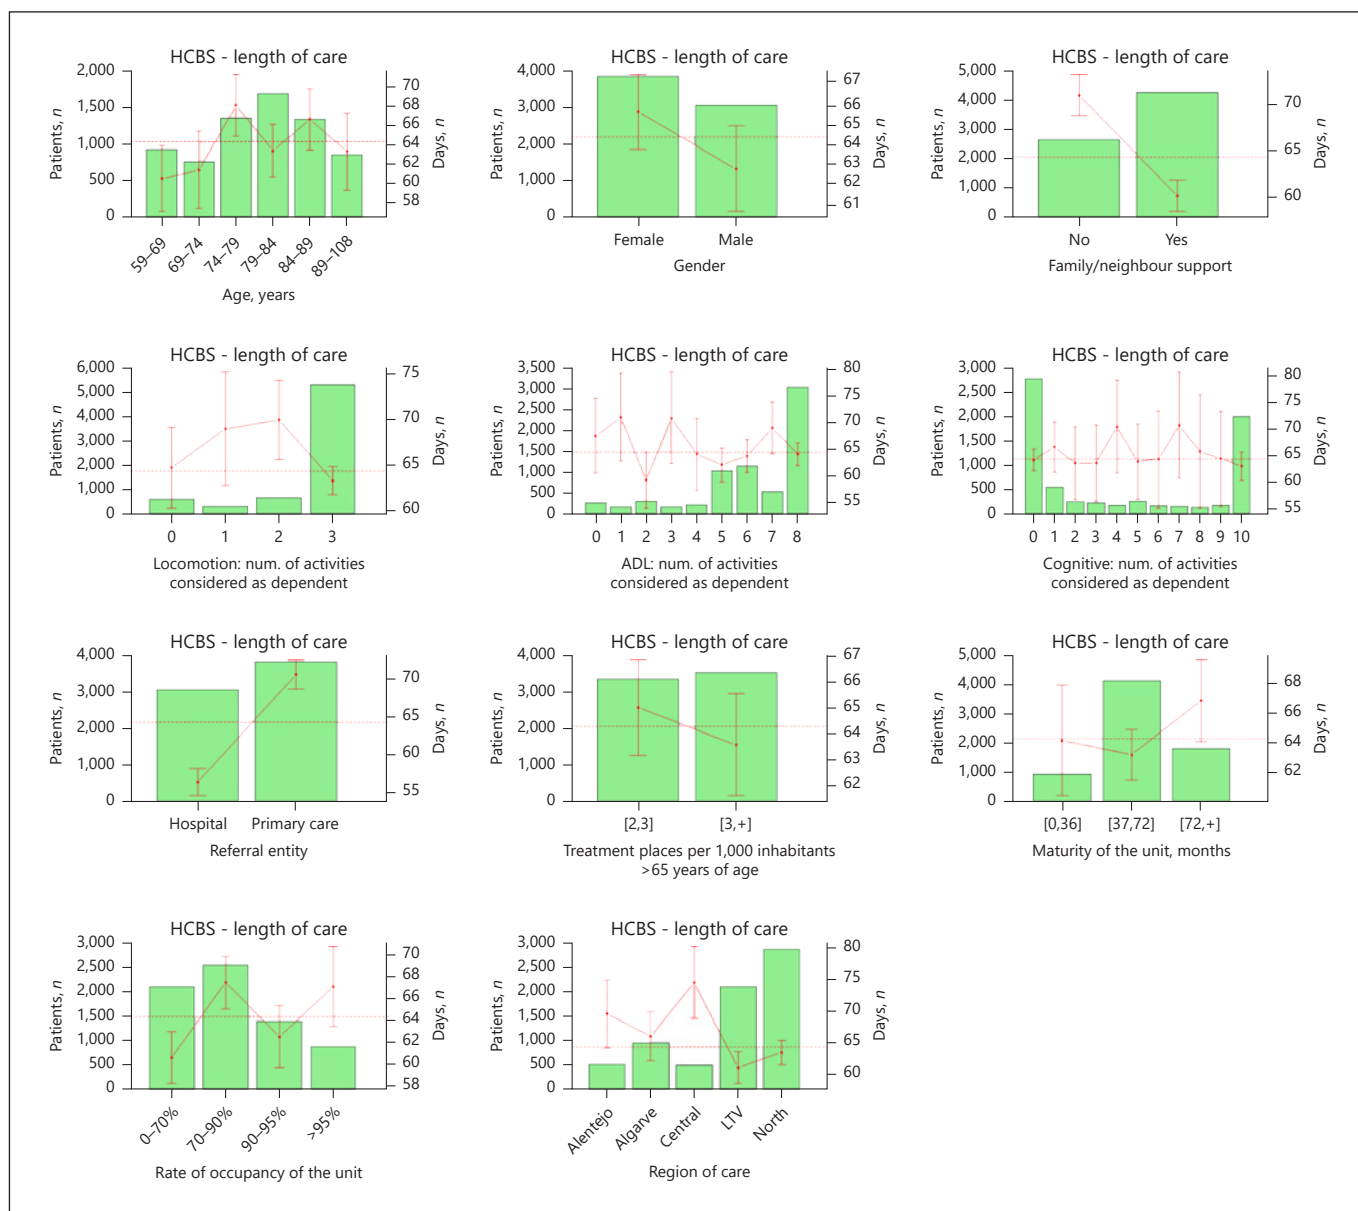 HCBS - length of care
2,000
1,500
1,000
500
0
Patients, n
70
68
66
64
62
60
58
Days, n
59–69
69–74
74–79
79–84
84–89
89–108
Age, years
HCBS - length of care
4,000
3,000
2,000
1,000
0
Patients, n
67
66
65
64
63
62
61
Days, n
Female
Male
Gender
HCBS - length of care
5,000
4,000
3,000
2,000
1,000
0
Patients, n
70
65
60
Days, n
No
Yes
Family/neighbour support
HCBS - length of care
6,000
5,000
4,000
3,000
2,000
1,000
0
Patients, n
75
70
65
60
Days, n
0 1 2 3
Locomotion: num. of activities
considered as dependent
HCBS - length of care
3,500
3,000
2,500
2,000
1,500
1,000
500
0
Patients, n
80
75
70
65
60
55
Days, n
0 1 2 3 4 5 6 7 8
ADL: num. of activities
considered as dependent
HCBS - length of care
3,000
2,500
2,000
1,500
1,000
500
0
Patients, n
80
75
70
65
60
55
Days, n
0 1 2 3 4 5 6 7 8 9 10
Cognitive: num. of activities
considered as dependent
HCBS - length of care
4,000
3,000
2,000
1,000
0
Patients, n
70
65
60
55
Days, n
Hospital
Primary care
Referral entity
HCBS - length of care
4,000
3,000
2,000
1,000
0
Patients, n
67
66
65
64
63
62
Days, n
[2,3]
[3,+]
Treatment places per 1,000 inhabitants
>65 years of age
HCBS - length of care
5,000
4,000
3,000
2,000
1,000
0
Patients, n
68
66
64
62
Days, n
[0,36]
[37,72]
[72,+]
Maturity of the unit, months
HCBS - length of care
3,000
2,500
2,000
1,500
1,000
500
0
Patients, n
70
68
66
64
62
60
58
Days, n
0–70%
70–90%
90–95%
>95%
Rate of occupancy of the unit
HCBS - length of care
3,000
2,500
2,000
1,500
1,000
500
0
Patients, n
80
75
70
65
60
Days, n
Alentejo
Algarve
Central
LTV
North
Region of care